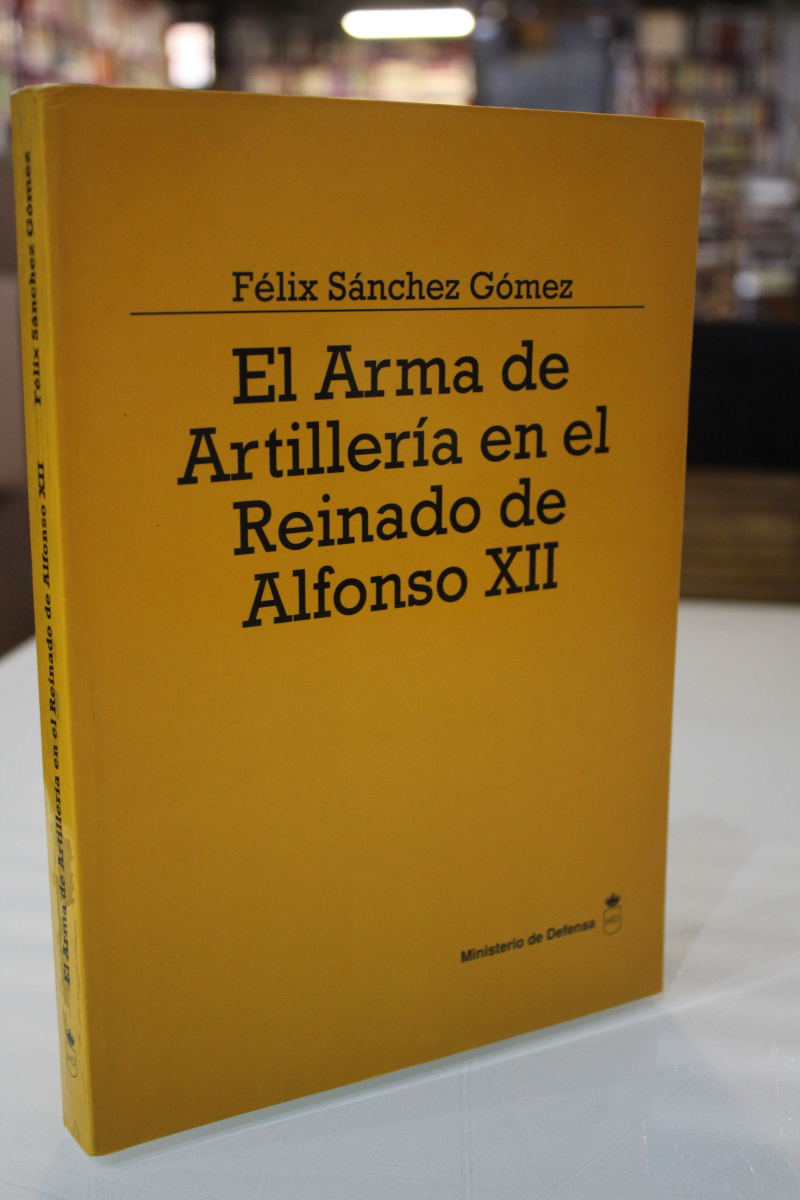 Félix Sánchez Gómez
El Arma de
Artillería en el
Reinado de
Alfonso XII
Ministerio de Defensa
MD
El Arma de Artillería en el Reinado de Alfonso XII Félix Sánchez Gómez